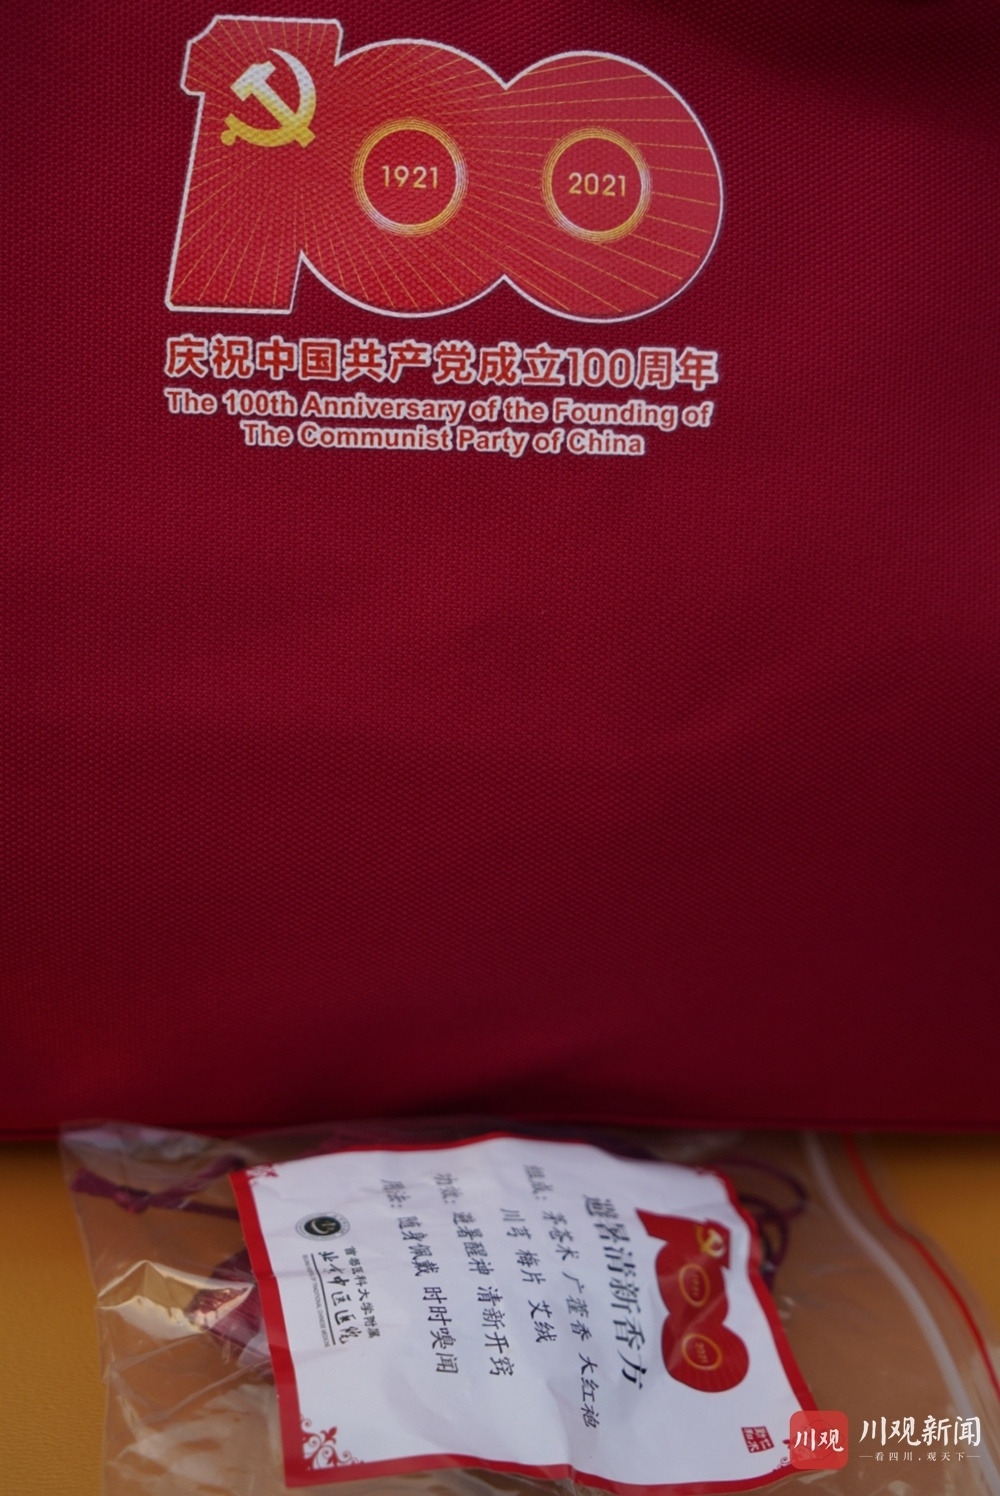 1921
2021
庆祝中国共产党成立100周年
The 100th Anniversary of the Founding of
The Communist Party of China
避暑清新香方
组成：茅苍术 广藿香 大红袍
川芎 梅片 艾绒
功效：避暑醒神 清新开窍
用法：随身佩戴 时时嗅闻
首都医科大学附属
北京中医医院
川观
川观新闻
看四川，观天下